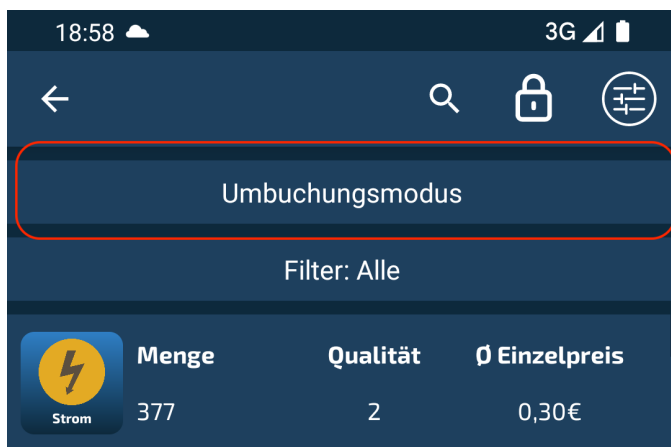 18:58 3G
Umbuchungsmodus
Filter: Alle
Menge Qualität Ø Einzelpreis
377 2 0,30€
Strom